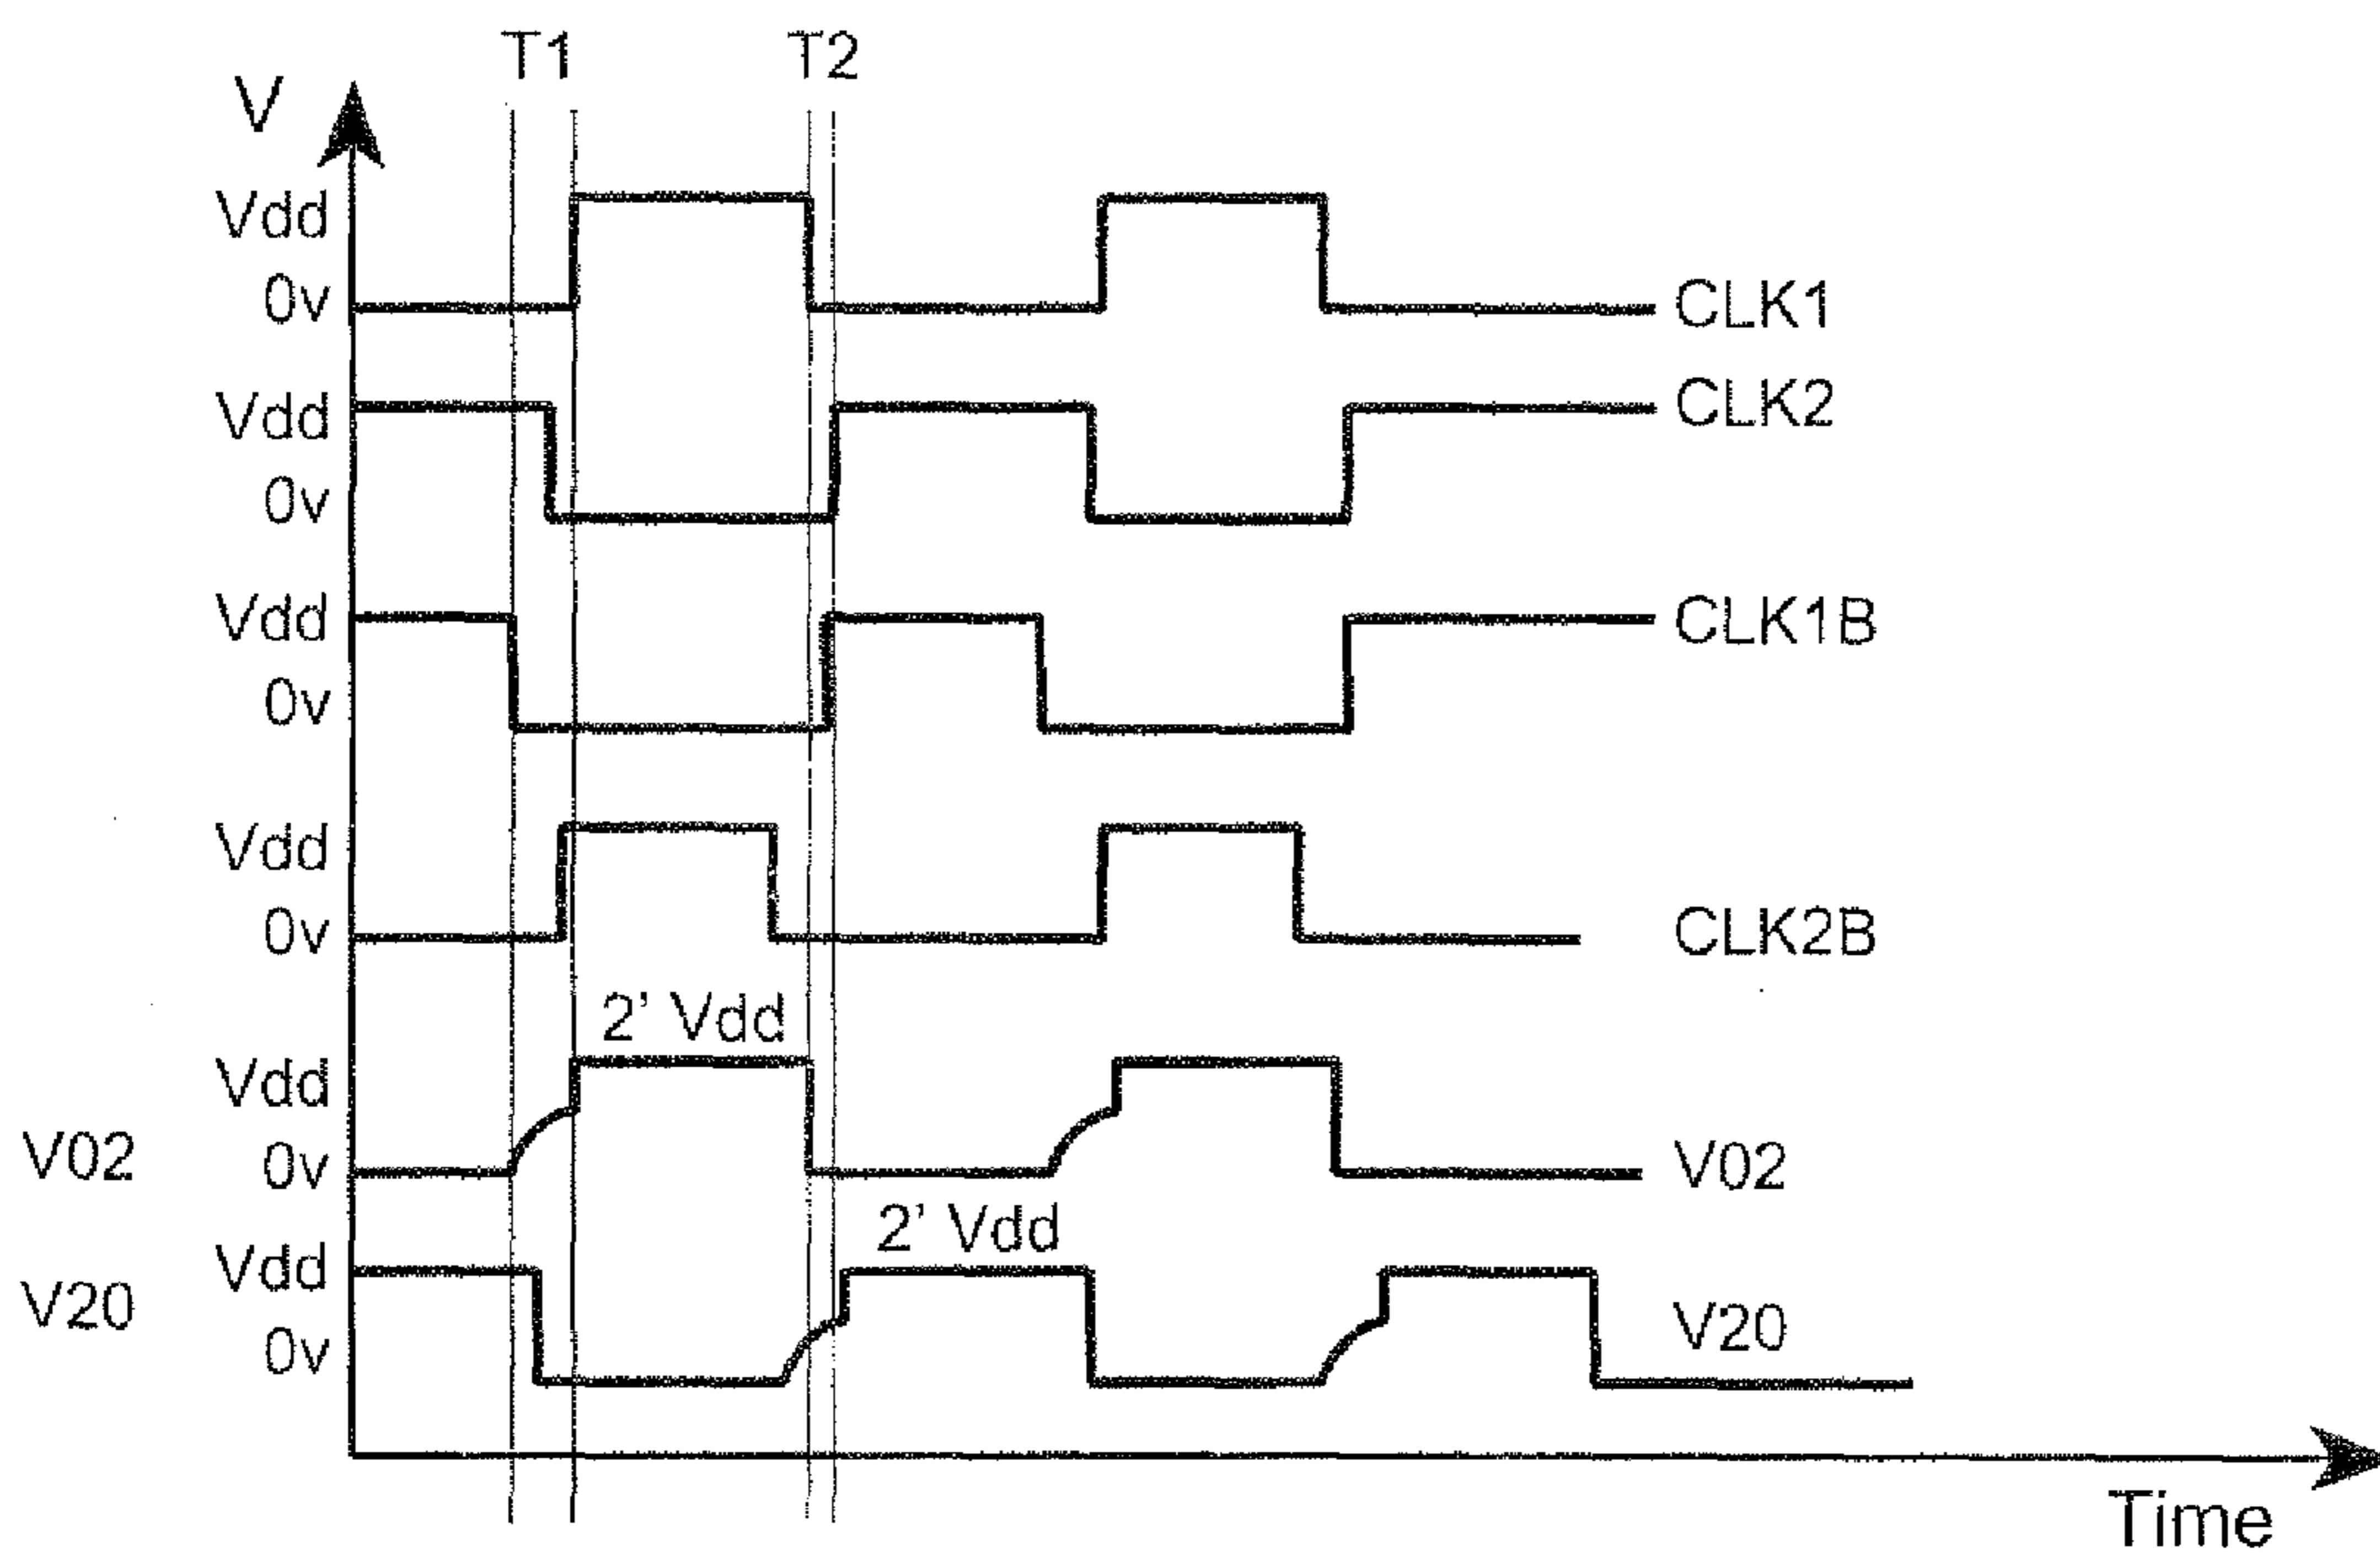 T1 T2
V
Vdd
0v CLK1
Vdd CLK2
0v
Vdd CLK1B
0v
Vdd
0v CLK2B
2' Vdd
Vdd
V02 0v V02
2' Vdd
Vdd
V20 V20
0v
Time